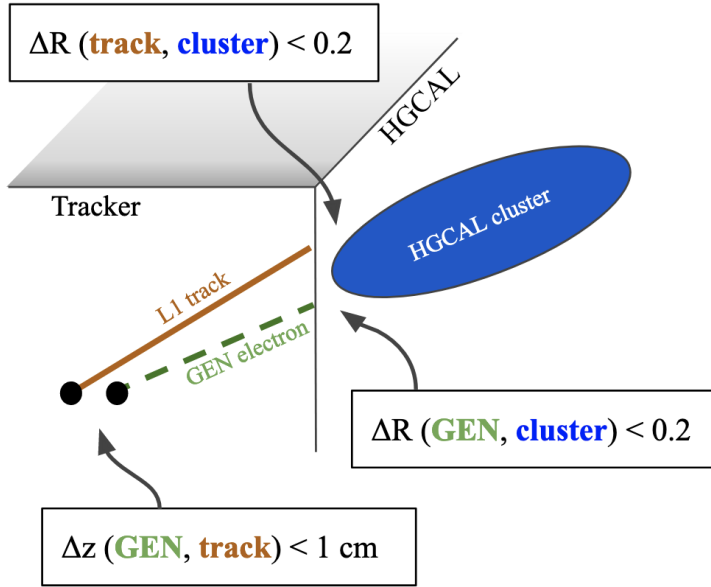 ΔR (track, cluster) < 0.2
HGCAL
Tracker
HGCAL cluster
L1 track
GEN electron
ΔR (GEN, cluster) < 0.2
Δz (GEN, track) < 1 cm